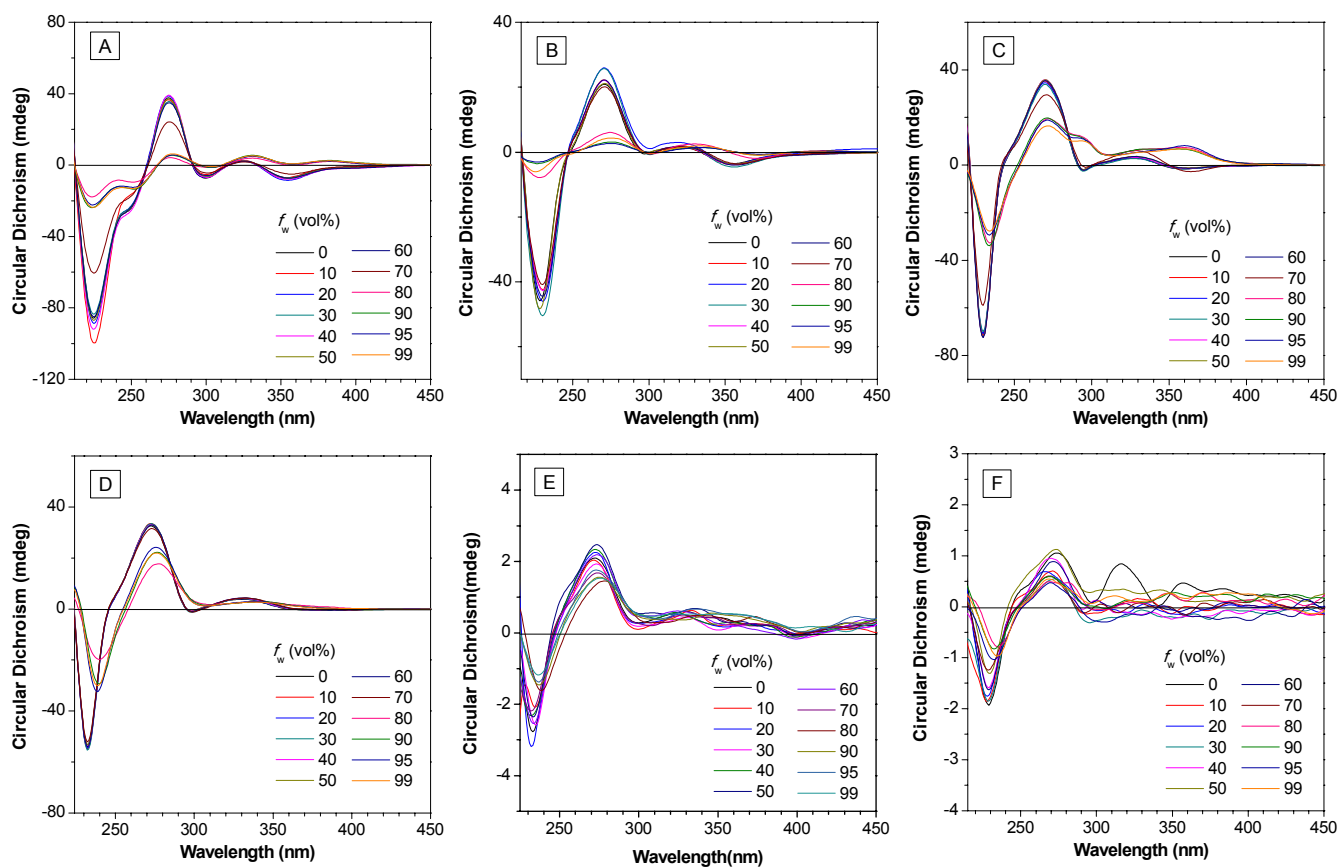 A
Circular Dichroism (mdeg)
80
40
0
-40
-80
-120
f_w (vol%)
0 60
10 70
20 80
30 90
40 95
50 99
250 300 350 400 450
Wavelength (nm)
B
Circular Dichroism (mdeg)
40
0
-40
f_w (vol%)
0 60
10 70
20 80
30 90
40 95
50 99
250 300 350 400 450
Wavelength (nm)
C
Circular Dichroism (mdeg)
40
0
-40
-80
f_w (vol%)
0 60
10 70
20 80
30 90
40 95
50 99
250 300 350 400 450
Wavelength (nm)
D
Circular Dichroism (mdeg)
40
0
-40
-80
f_w (vol%)
0 60
10 70
20 80
30 90
40 95
50 99
250 300 350 400 450
Wavelength (nm)
E
Circular Dichroism(mdeg)
4
2
0
-2
-4
f_w (vol%)
0 60
10 70
20 80
30 90
40 95
50 99
250 300 350 400 450
Wavelength(nm)
F
Circular Dichroism (mdeg)
3
2
1
0
-1
-2
-3
-4
f_w (vol%)
0 60
10 70
20 80
30 90
40 95
50 99
250 300 350 400 450
Wavelength (nm)